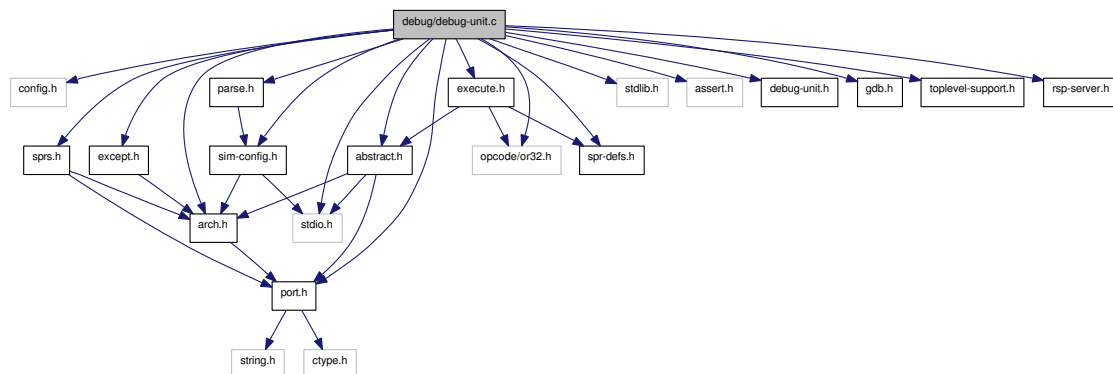 debug/debug-unit.c
config.h
parse.h
execute.h
stdlib.h
assert.h
debug-unit.h
gdb.h
toplevel-support.h
rsp-server.h
sprs.h
except.h
sim-config.h
abstract.h
opcode/or32.h
spr-defs.h
arch.h
stdio.h
port.h
string.h
ctype.h